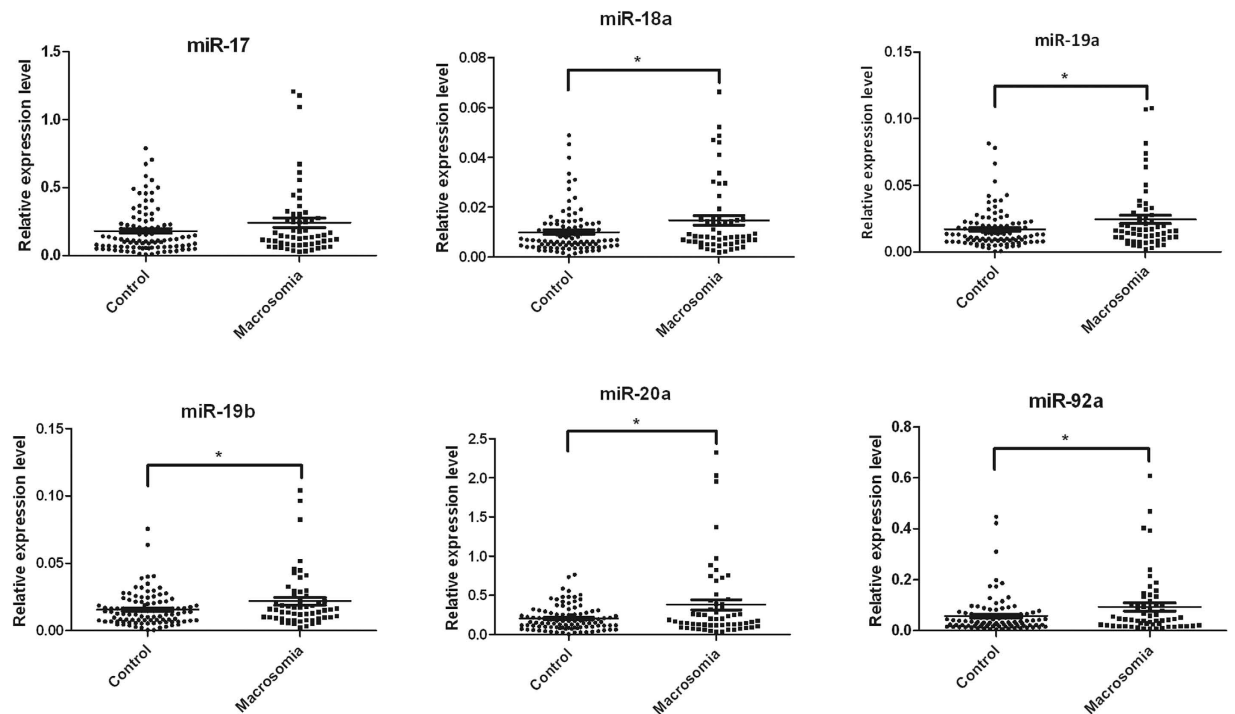 miR-17
Relative expression level
1.5
1.0
0.5
0.0
Control
Macrosomia
miR-18a
Relative expression level
0.08
0.06
0.04
0.02
0.00
*
Control
Macrosomia
miR-19a
Relative expression level
0.15
0.10
0.05
0.00
*
Control
Macrosomia
miR-19b
Relative expression level
0.15
0.10
0.05
0.00
*
Control
Macrosomia
miR-20a
Relative expression level
2.5
2.0
1.5
1.0
0.5
0.0
*
Control
Macrosomia
miR-92a
Relative expression level
0.8
0.6
0.4
0.2
0.0
*
Control
Macrosomia